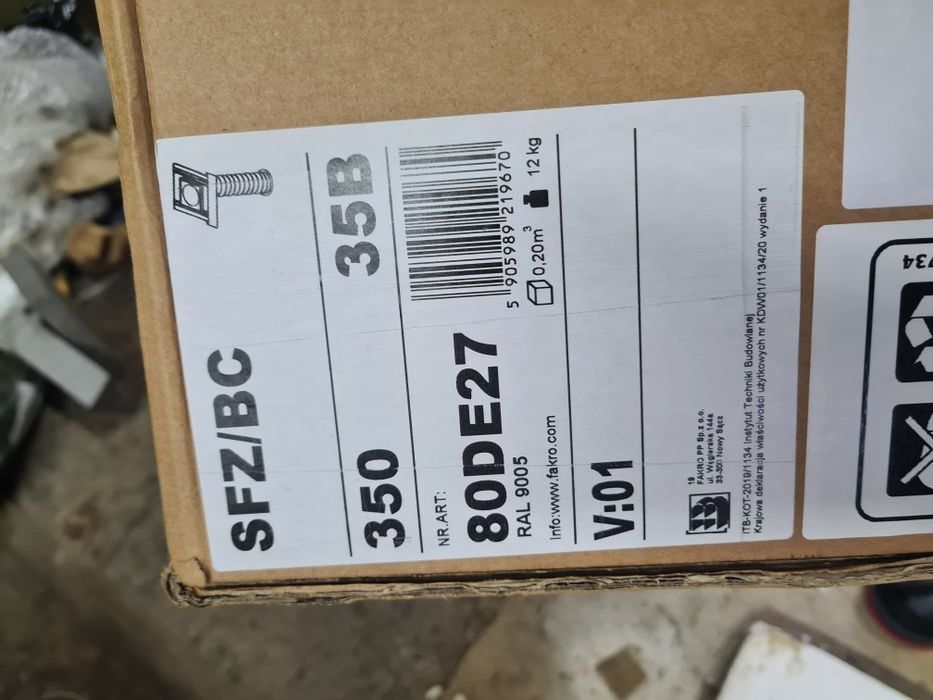 SFZ/BC
350 35B
NR.ART:
80DE27
RAL 9005
5 905989 219670
0,20m³ 12 kg
Info:www.fakro.com
V:01
19
FAKRO PP Sp.z o.o.
ul. Węgierska 144a
33-300 Nowy Sącz
ITB-KOT-2019/1134 Instytut Techniki Budowlanej
Krajowa deklaracja właściwości użytkowych nr KDW01/1134/20 wydanie 1
734